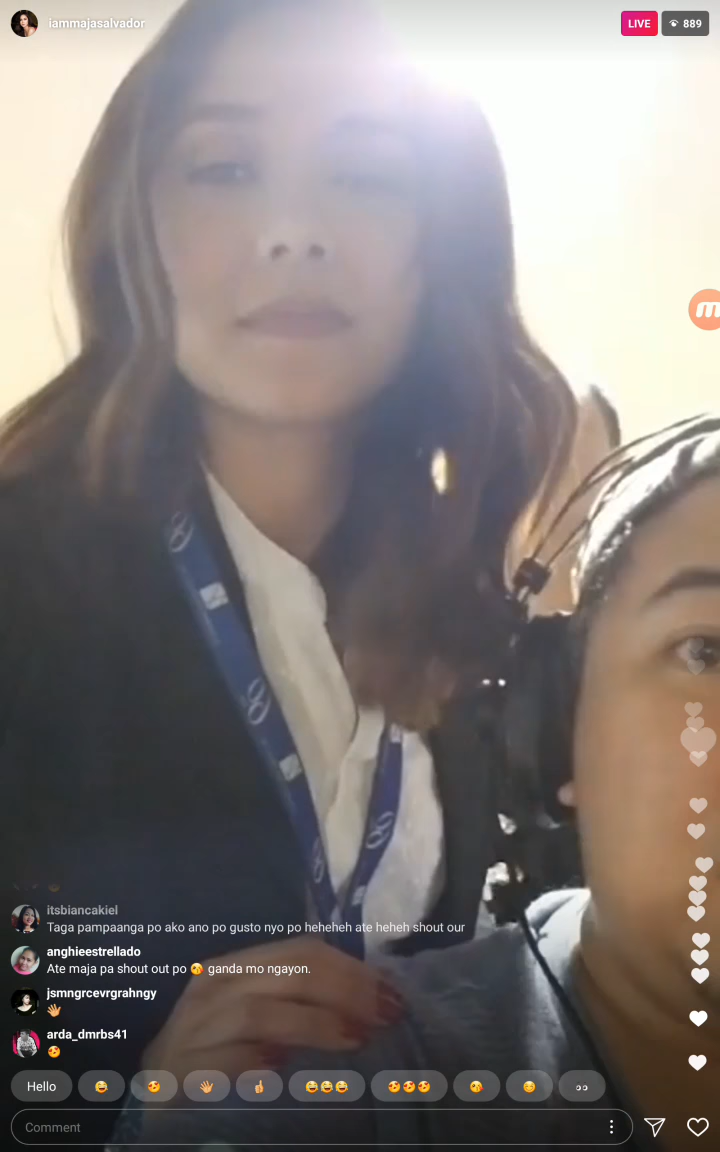 iammajasalvador
LIVE
889
m
itsbiancakiel
Taga pampaanga po ako ano po gusto nyo po heheheh ate heheh shout our
anghieestrellado
Ate maja pa shout out po 😚 ganda mo ngayon.
jsmngrcevrgrahngy
👋
arda_dmrbs41
😍
Hello 😂 😍 👋 👍 😂😂😂 😍😍😍 😘 😊 👀
Comment